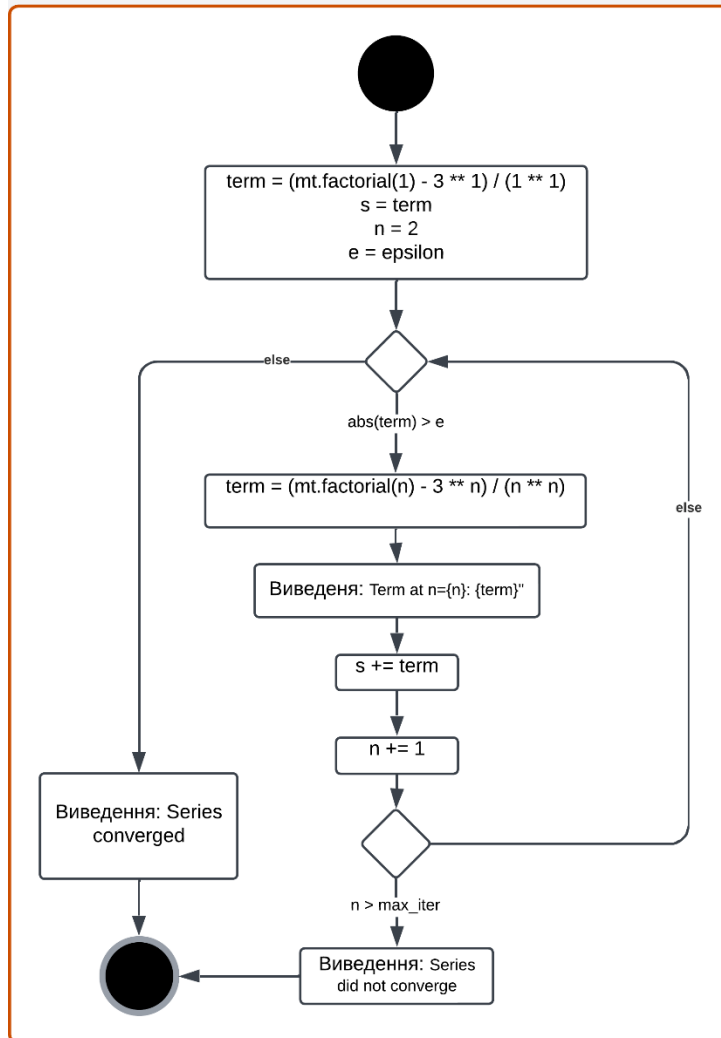 term = (mt.factorial(1) - 3 ** 1) / (1 ** 1)
s = term
n = 2
e = epsilon
else
abs(term) > e
term = (mt.factorial(n) - 3 ** n) / (n ** n)
else
Виведеня: Term at n={n}: {term}"
s += term
n += 1
Виведення: Series
converged
n > max_iter
Виведення: Series
did not converge